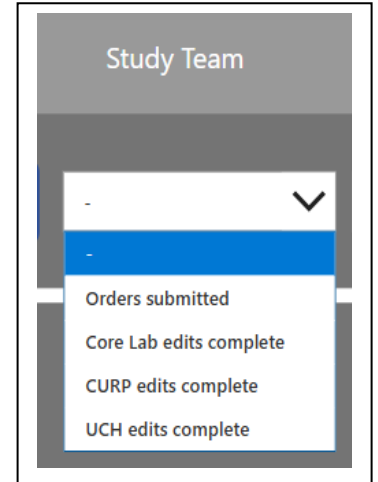 Study Team
-
-
Orders submitted
Core Lab edits complete
CURP edits complete
UCH edits complete